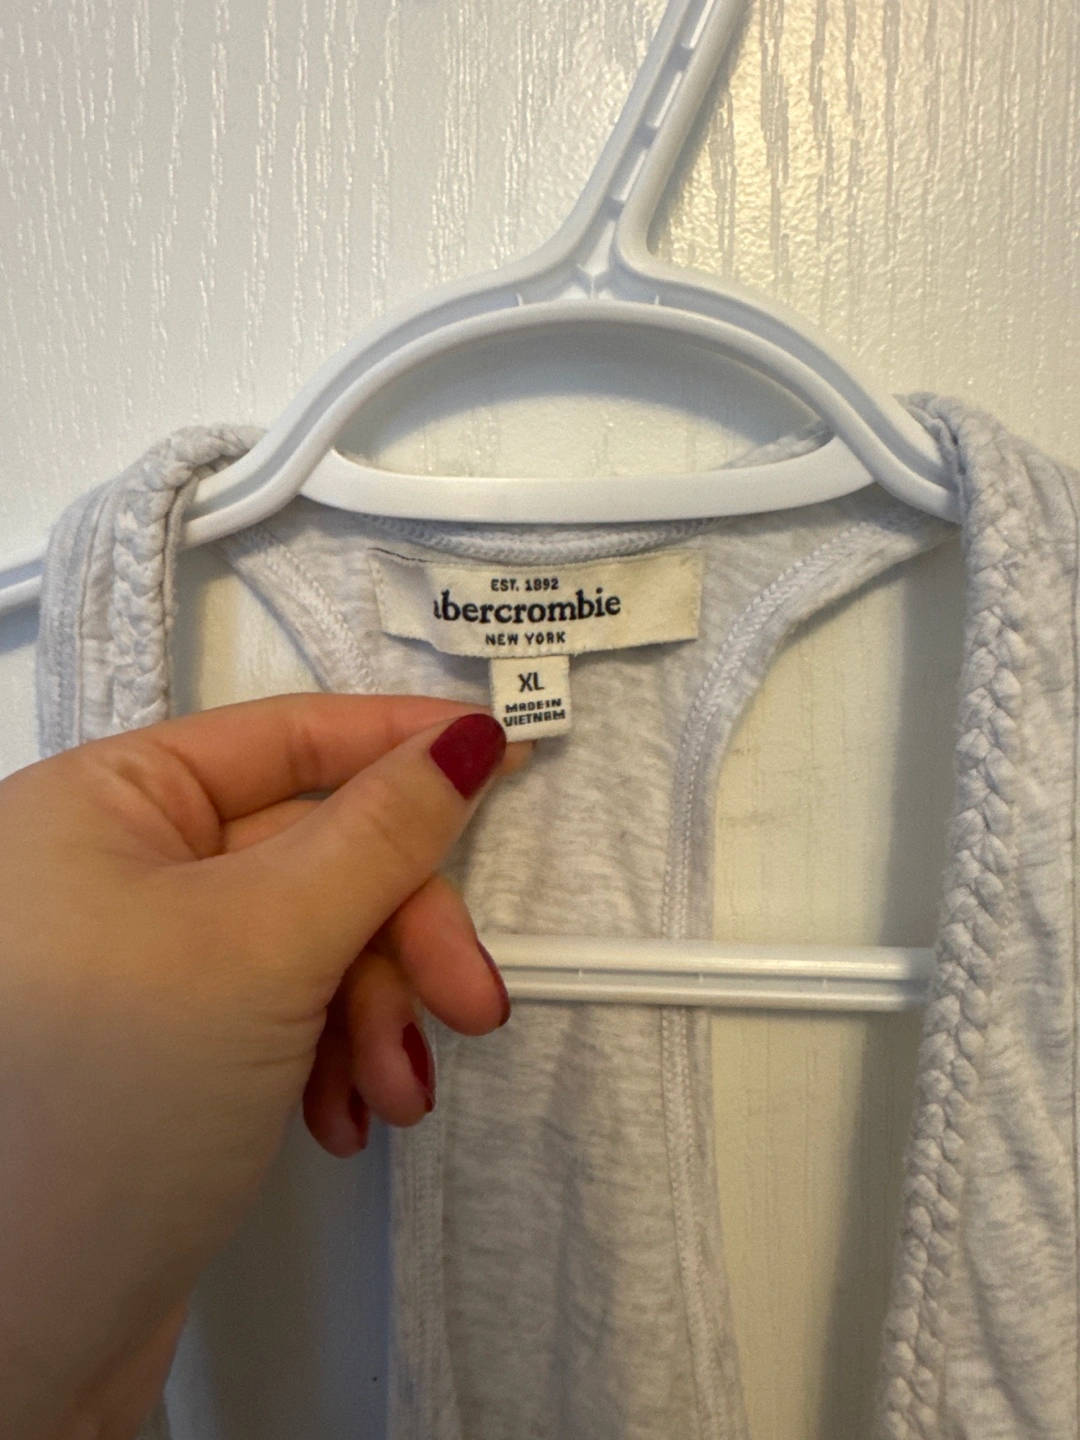 EST. 1892
abercrombie
NEW YORK
XL
MADE IN
VIETNAM